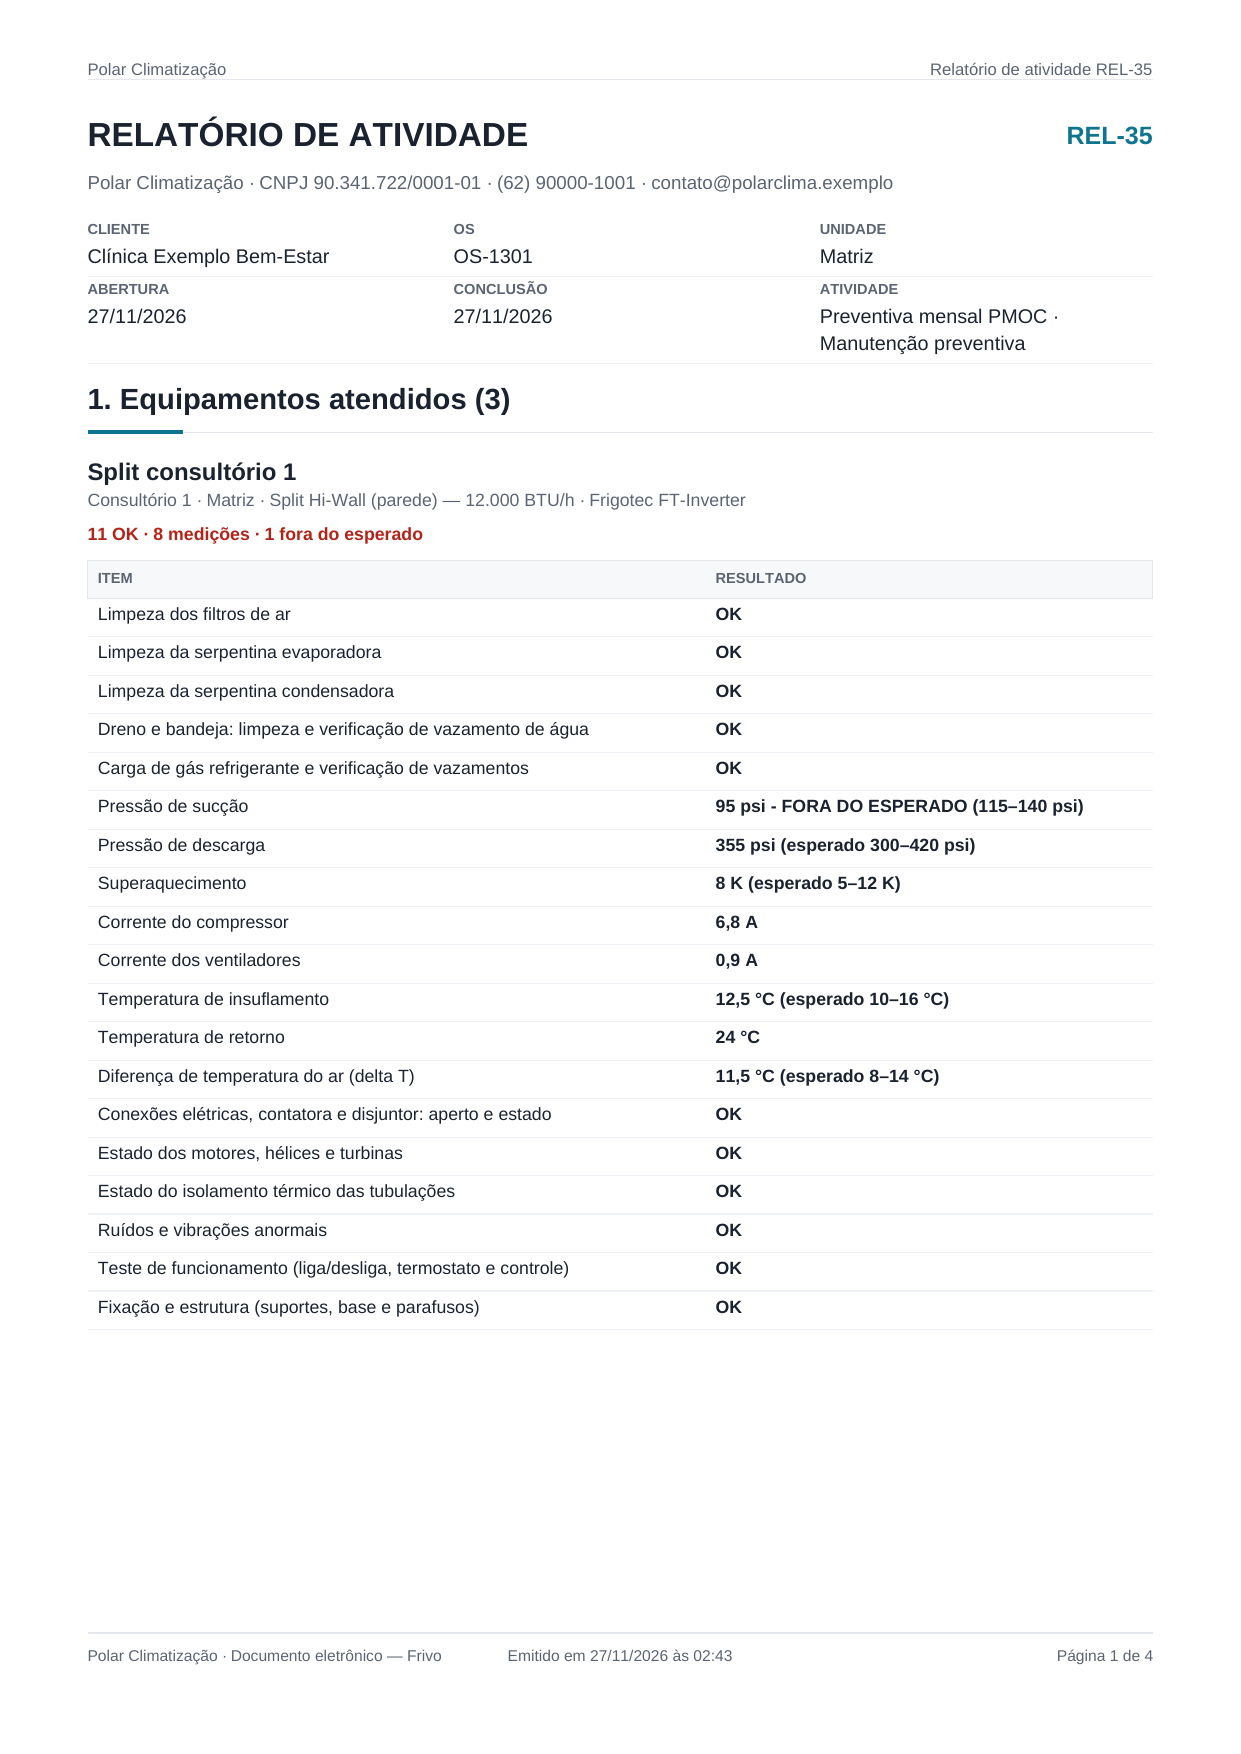 Polar Climatização Relatório de atividade REL-35
RELATÓRIO DE ATIVIDADE REL-35
Polar Climatização · CNPJ 90.341.722/0001-01 · (62) 90000-1001 · contato@polarclima.exemplo
CLIENTE OS UNIDADE
Clínica Exemplo Bem-Estar OS-1301 Matriz
ABERTURA CONCLUSÃO ATIVIDADE
27/11/2026 27/11/2026 Preventiva mensal PMOC ·
Manutenção preventiva
1. Equipamentos atendidos (3)
Split consultório 1
Consultório 1 · Matriz · Split Hi-Wall (parede) — 12.000 BTU/h · Frigotec FT-Inverter
11 OK · 8 medições · 1 fora do esperado
ITEM RESULTADO
Limpeza dos filtros de ar OK
Limpeza da serpentina evaporadora OK
Limpeza da serpentina condensadora OK
Dreno e bandeja: limpeza e verificação de vazamento de água OK
Carga de gás refrigerante e verificação de vazamentos OK
Pressão de sucção 95 psi - FORA DO ESPERADO (115–140 psi)
Pressão de descarga 355 psi (esperado 300–420 psi)
Superaquecimento 8 K (esperado 5–12 K)
Corrente do compressor 6,8 A
Corrente dos ventiladores 0,9 A
Temperatura de insuflamento 12,5 °C (esperado 10–16 °C)
Temperatura de retorno 24 °C
Diferença de temperatura do ar (delta T) 11,5 °C (esperado 8–14 °C)
Conexões elétricas, contatora e disjuntor: aperto e estado OK
Estado dos motores, hélices e turbinas OK
Estado do isolamento térmico das tubulações OK
Ruídos e vibrações anormais OK
Teste de funcionamento (liga/desliga, termostato e controle) OK
Fixação e estrutura (suportes, base e parafusos) OK
Polar Climatização · Documento eletrônico — Frivo Emitido em 27/11/2026 às 02:43 Página 1 de 4